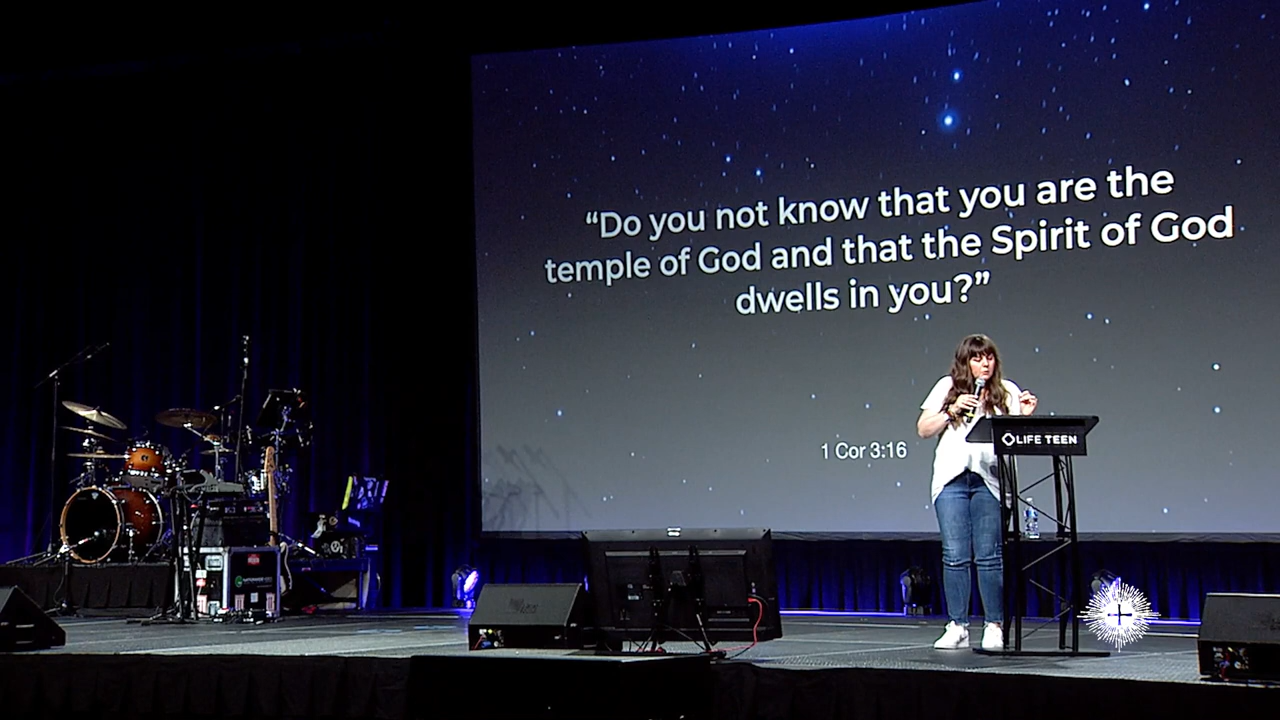 “Do you not know that you are the
temple of God and that the Spirit of God
dwells in you?”
1 Cor 3:16
LIFE TEEN